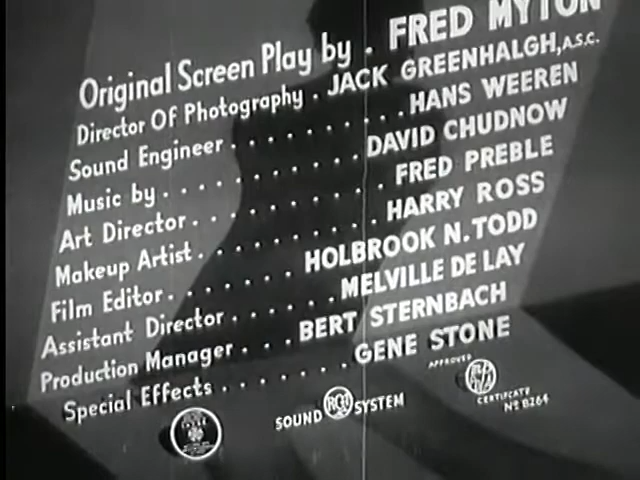 Original Screen Play by . FRED MYTON
Director Of Photography . JACK GREENHALGH, A.S.C.
Sound Engineer . . . . . . . . . HANS WEEREN
Music by . . . . . . . . . . . DAVID CHUDNOW
Art Director . . . . . . . . . . . FRED PREBLE
Makeup Artist . . . . . . . . . . HARRY ROSS
Film Editor . . . . . . . HOLBROOK N. TODD
Assistant Director . . . . . . MELVILLE DE LAY
Production Manager . . . BERT STERNBACH
Special Effects . . . . . . . GENE STONE
SOUND RCA SYSTEM
APPROVED
CERTIFICATE
Nº 8264